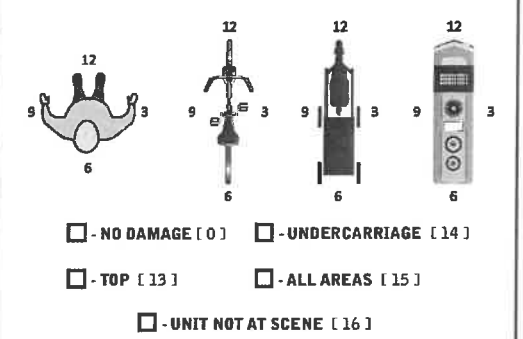 12 12 12 12
9 3 9 3 9 3 9 3
6 6 6 6
- NO DAMAGE [ 0 ] - UNDERCARRIAGE [ 14 ]
- TOP [ 13 ] - ALL AREAS [ 15 ]
- UNIT NOT AT SCENE [ 16 ]